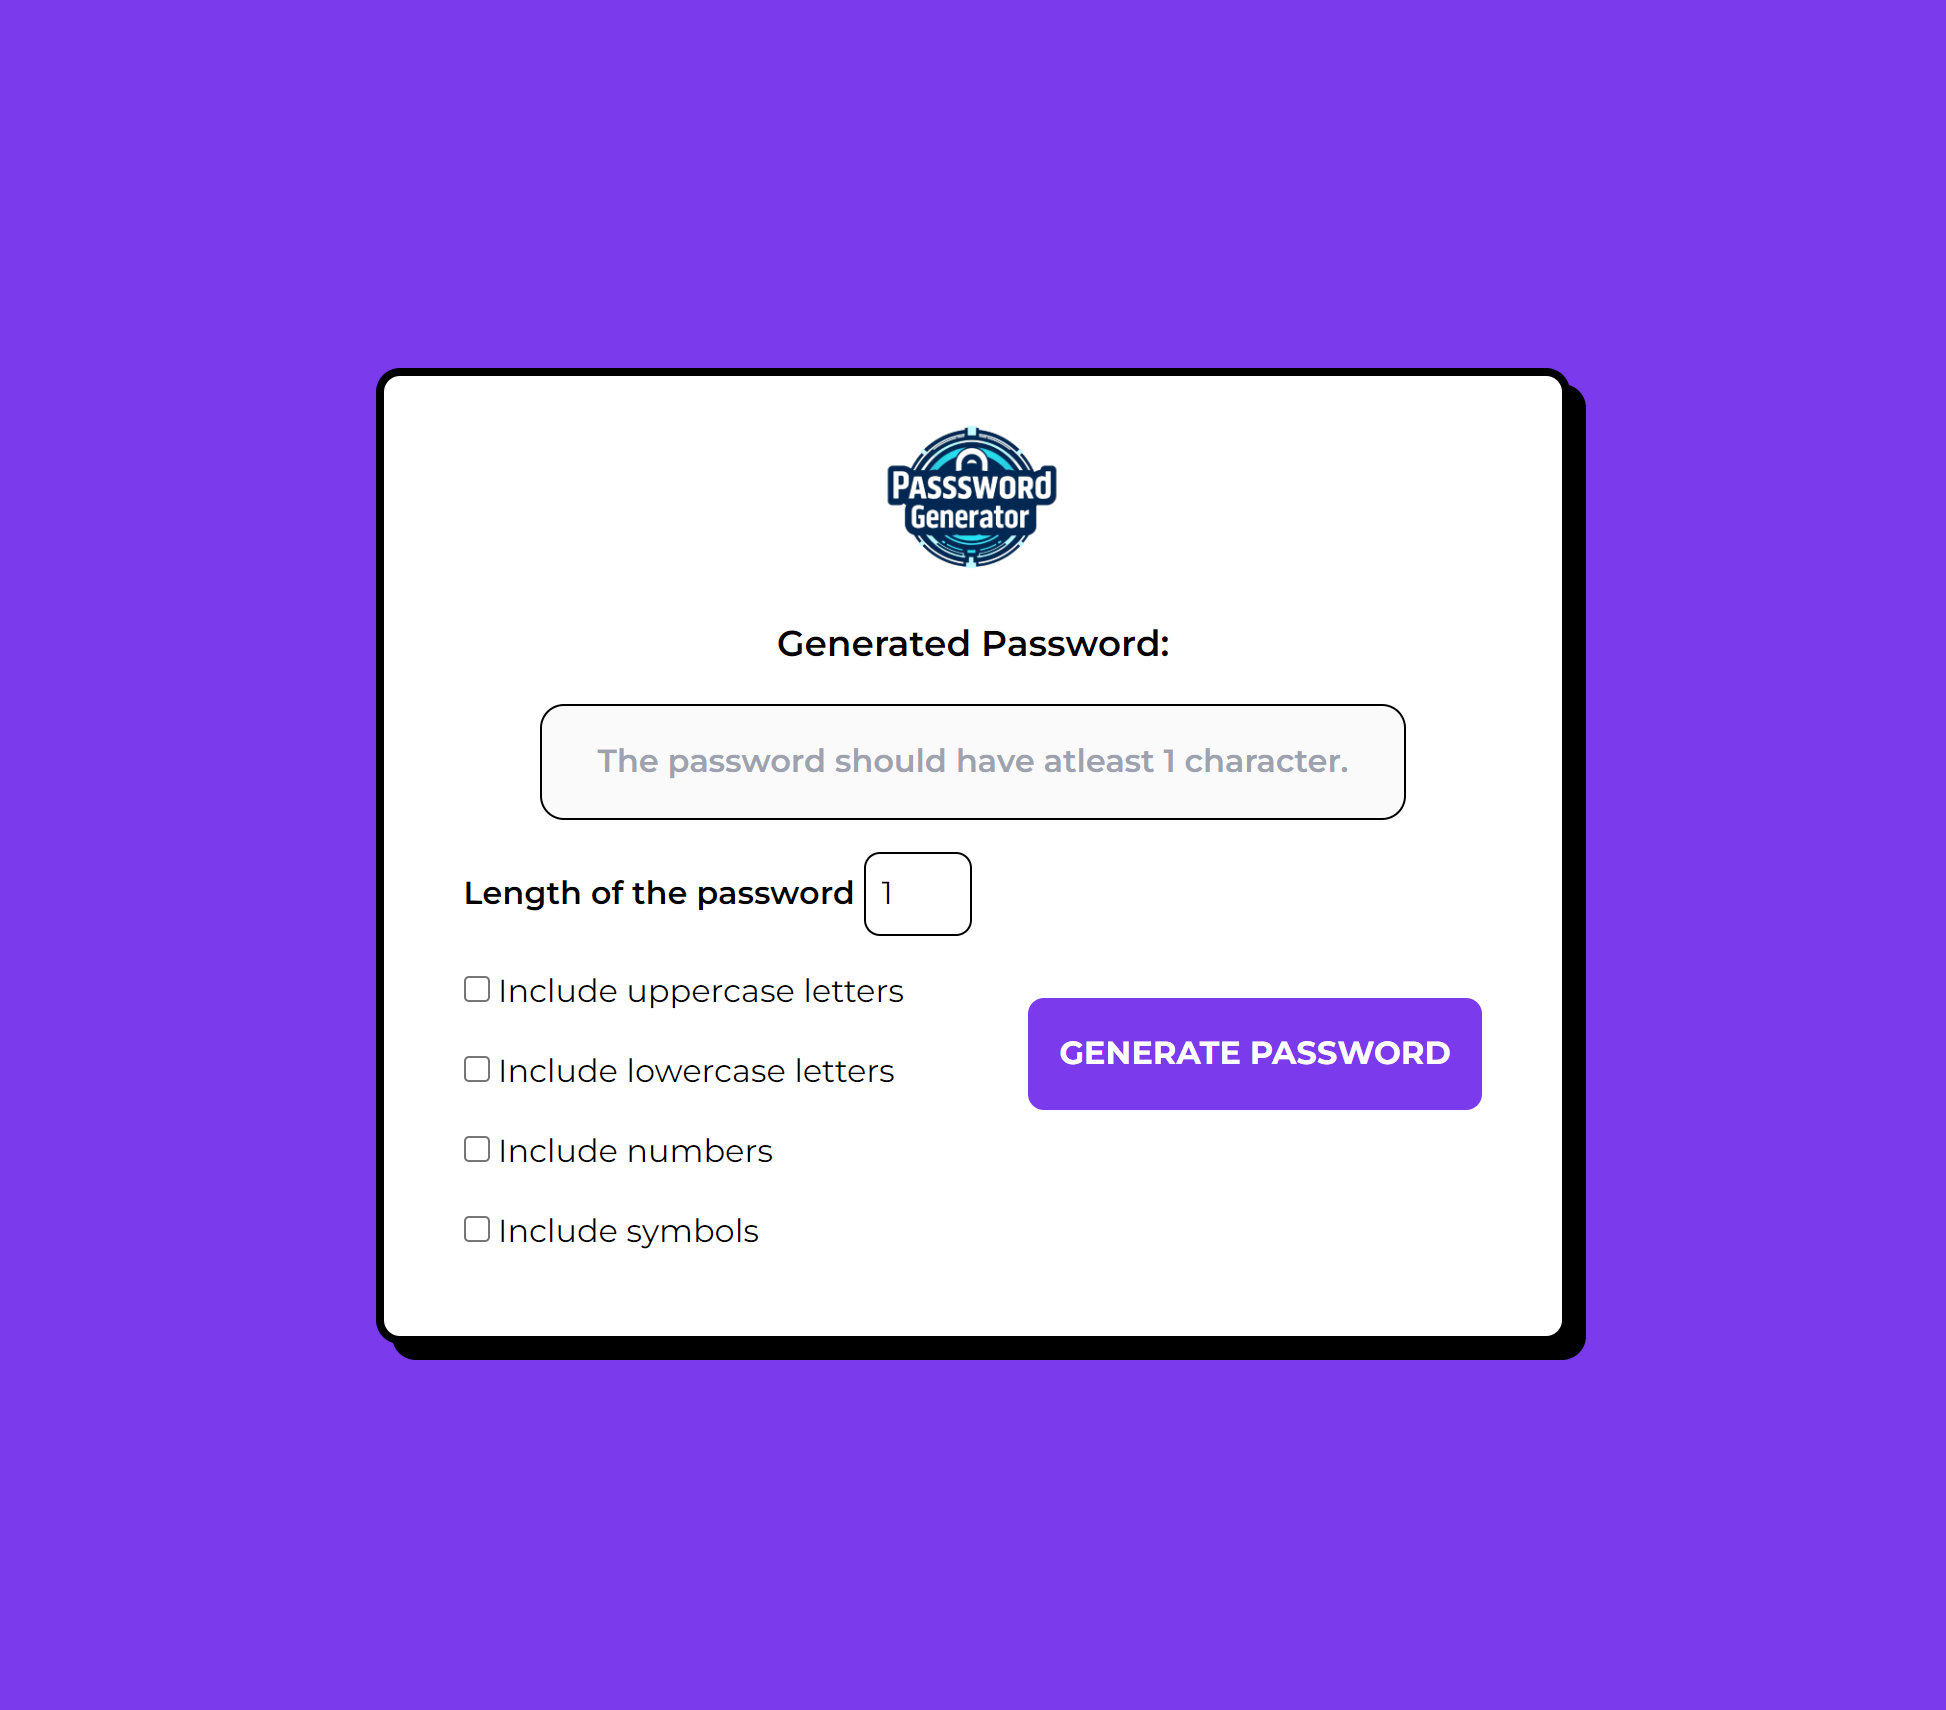 PASSSWORd
Generator
Generated Password:
The password should have atleast 1 character.
Length of the password 1
Include uppercase letters
Include lowercase letters
GENERATE PASSWORD
Include numbers
Include symbols